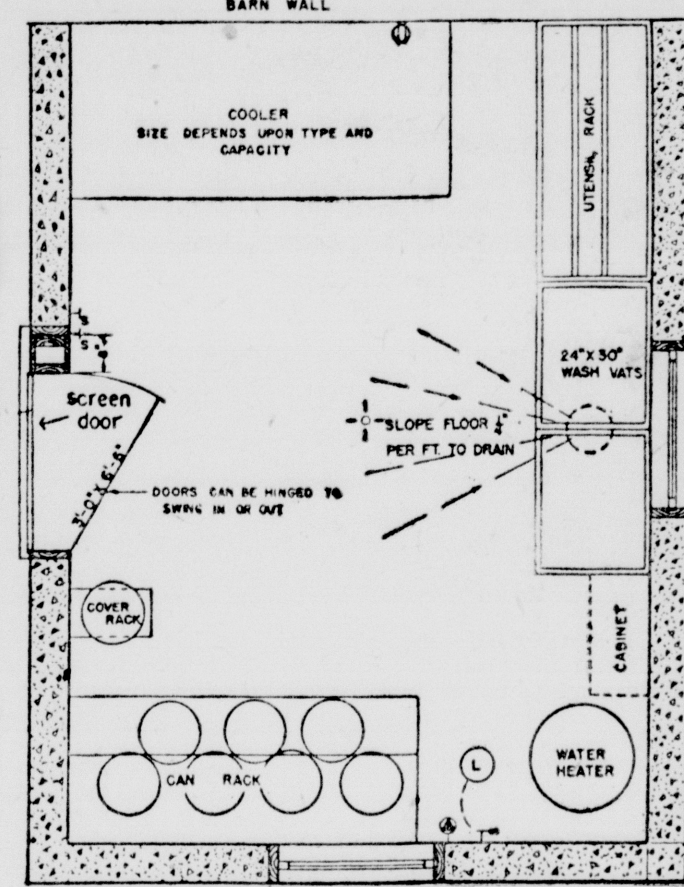 BARN WALL
COOLER
SIZE DEPENDS UPON TYPE AND
CAPACITY
UTENSIL RACK
24"X30"
WASH VATS
S
S
Screen
door
SLOPE FLOOR 1/4"
PER FT. TO DRAIN
3'-0" X 6'-6"
DOORS CAN BE HINGED TO
SWING IN OR OUT
COVER
RACK
CABINET
CAN RACK
L
WATER
HEATER
S